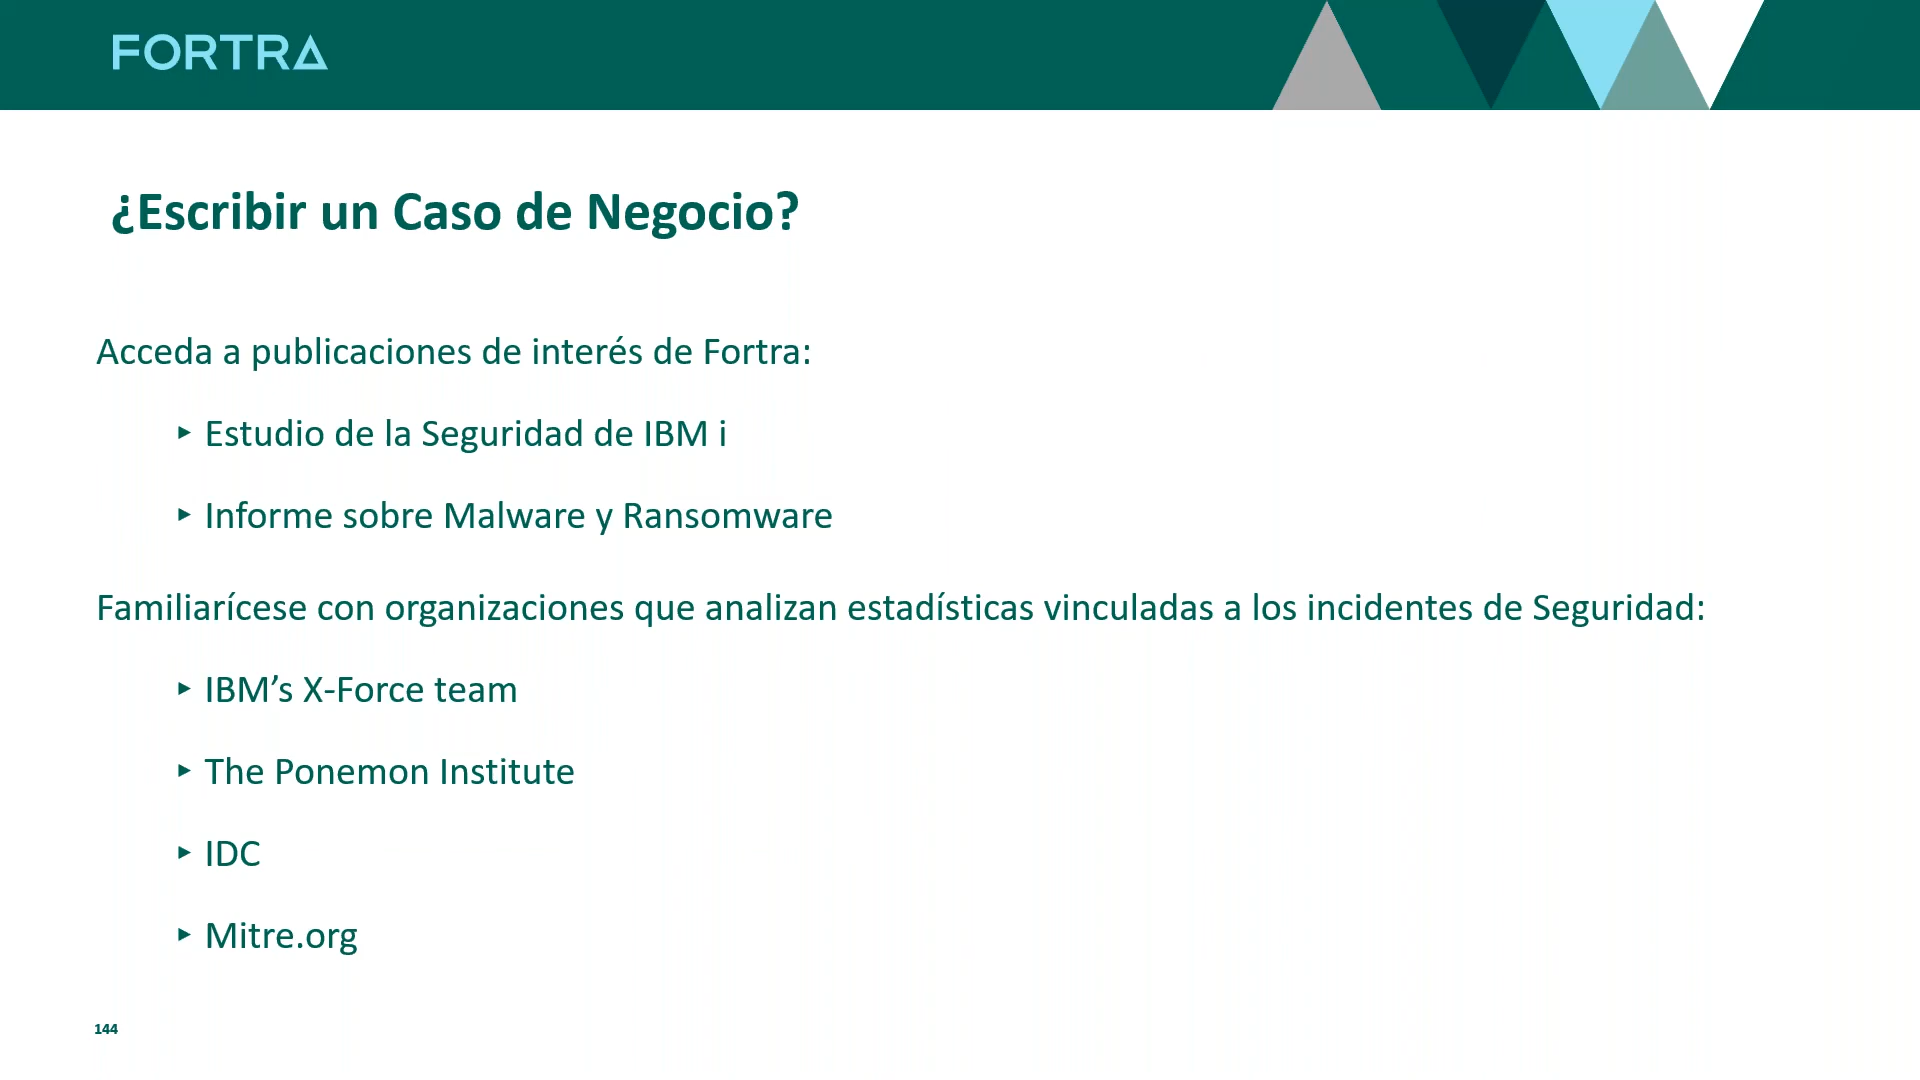 FORTRA
¿Escribir un Caso de Negocio?
Acceda a publicaciones de interés de Fortra:
‣ Estudio de la Seguridad de IBM i
‣ Informe sobre Malware y Ransomware
Familiarícese con organizaciones que analizan estadísticas vinculadas a los incidentes de Seguridad:
‣ IBM’s X-Force team
‣ The Ponemon Institute
‣ IDC
‣ Mitre.org
144